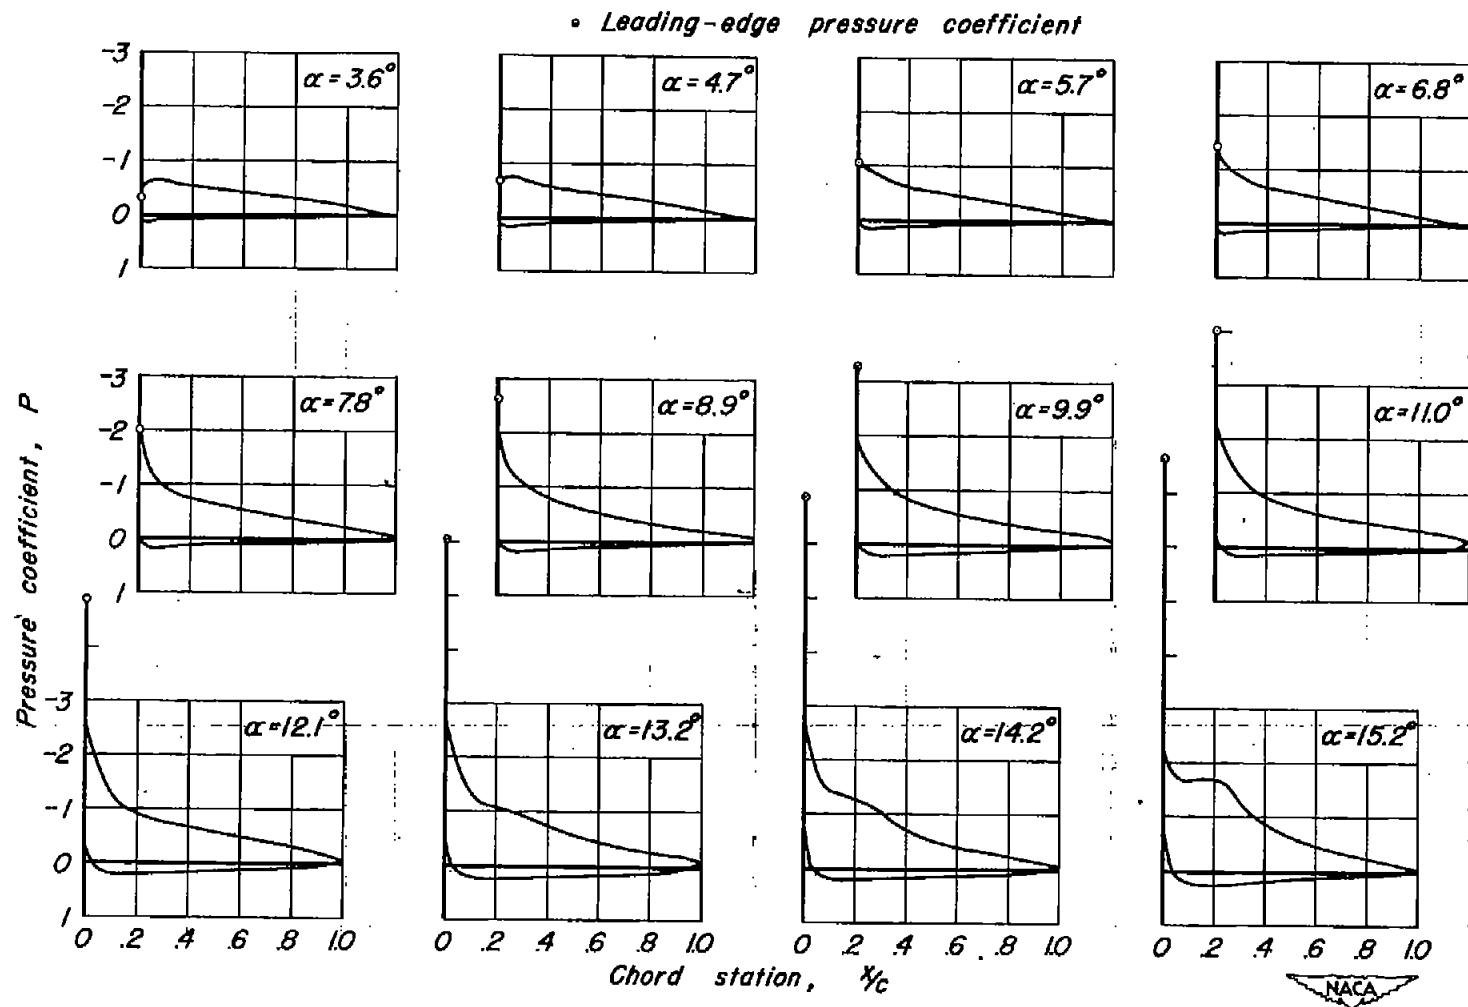 ∘ Leading-edge pressure coefficient
-3
-2
-1
0
1
α=3.6°
α=4.7°
α=5.7°
α=6.8°
-3
-2
-1
0
1
α=7.8°
α=8.9°
α=9.9°
α=11.0°
Pressure coefficient, P
-3
-2
-1
0
1
α=12.1°
α=13.2°
α=14.2°
α=15.2°
0 .2 .4 .6 .8 1.0
0 .2 .4 .6 .8 1.0
0 .2 .4 .6 .8 1.0
0 .2 .4 .6 .8 1.0
Chord station, x/c
NACA